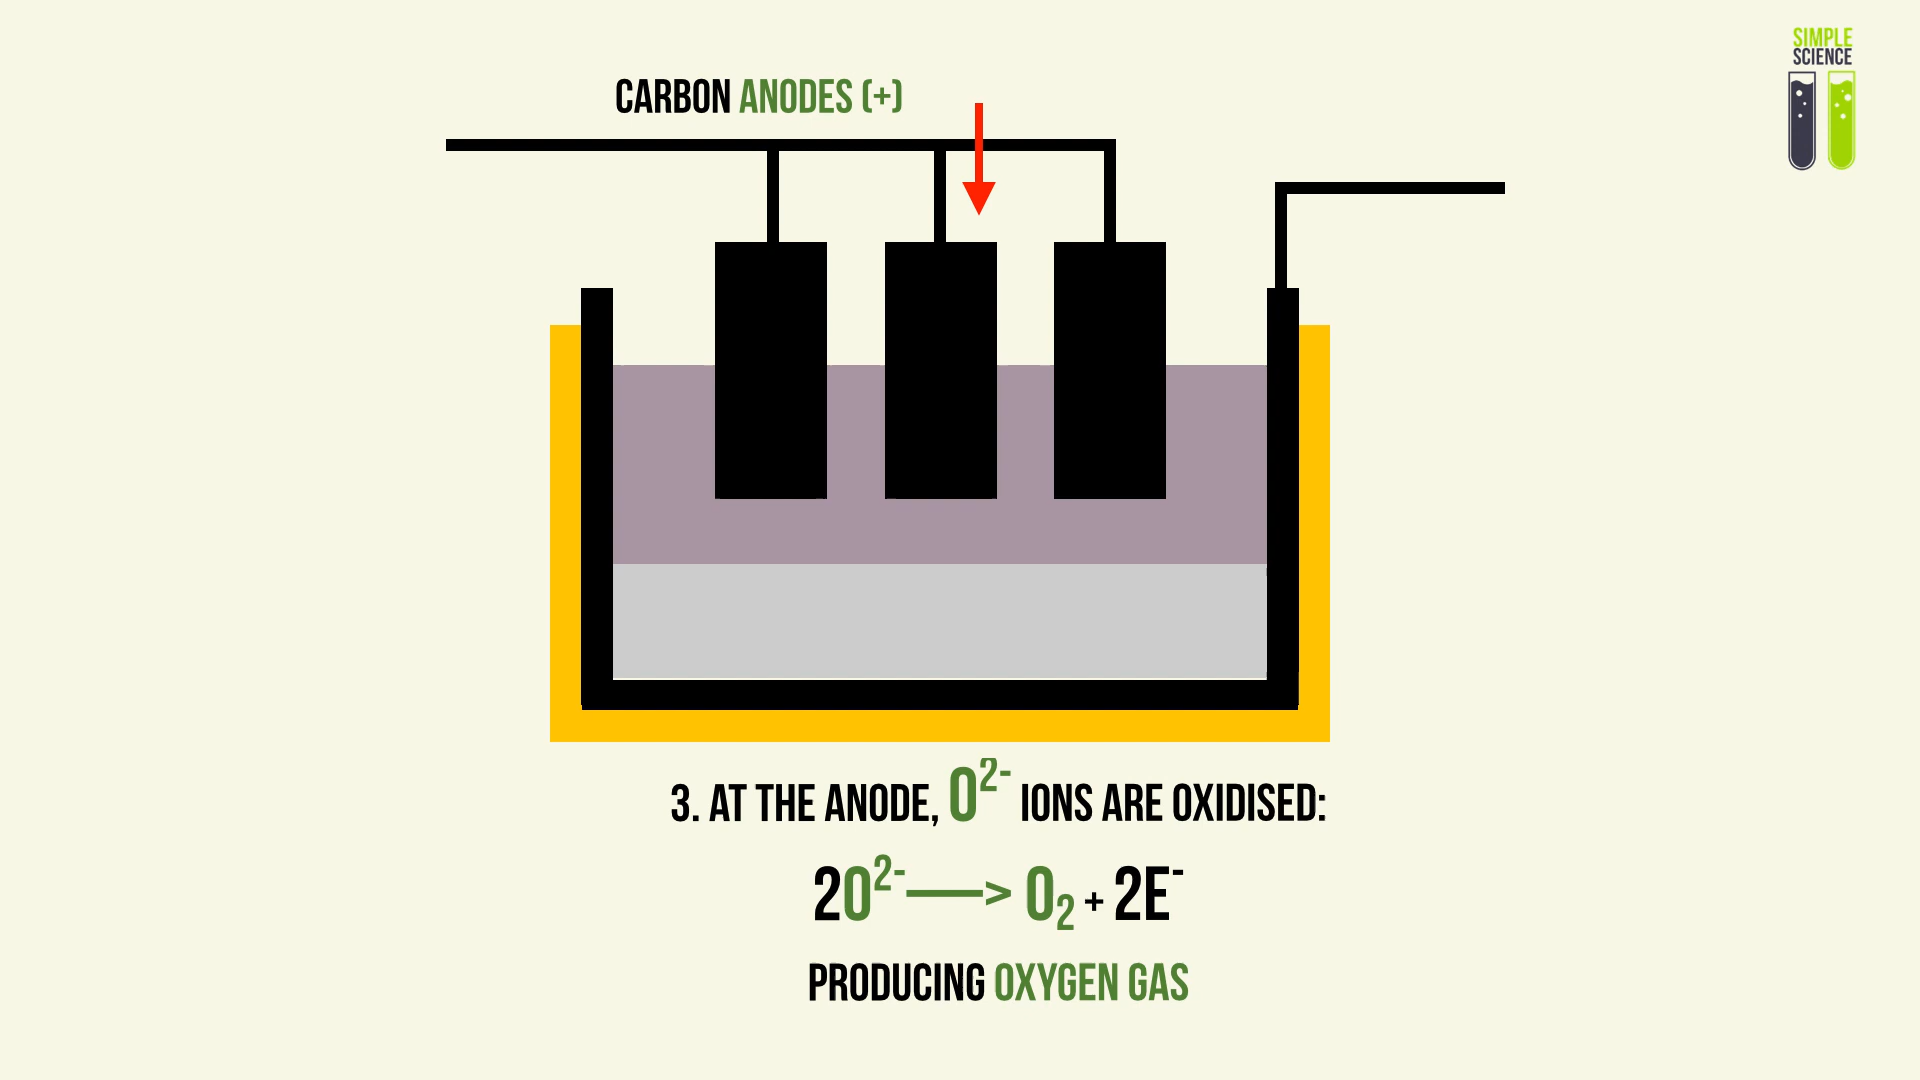 SIMPLE
SCIENCE
CARBON ANODES (+)
3. AT THE ANODE, O²⁻ IONS ARE OXIDISED:
2O²⁻——> O₂ + 2E⁻
PRODUCING OXYGEN GAS